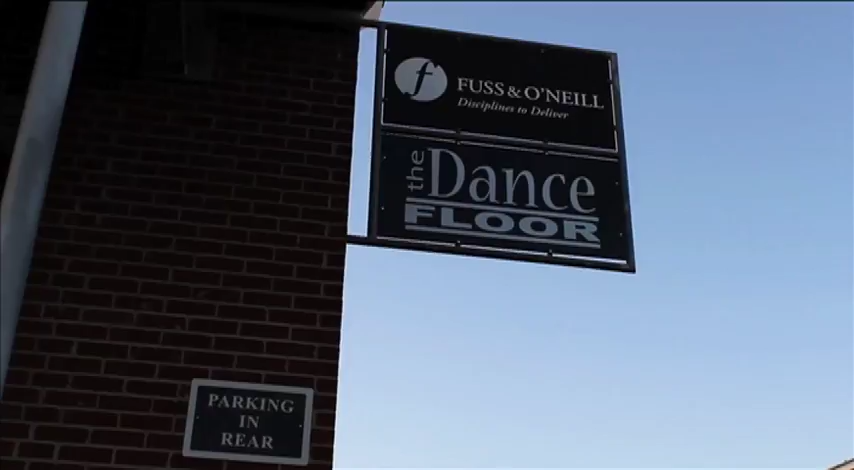 f
FUSS & O'NEILL
Disciplines to Deliver
the Dance
FLOOR
PARKING
IN
REAR